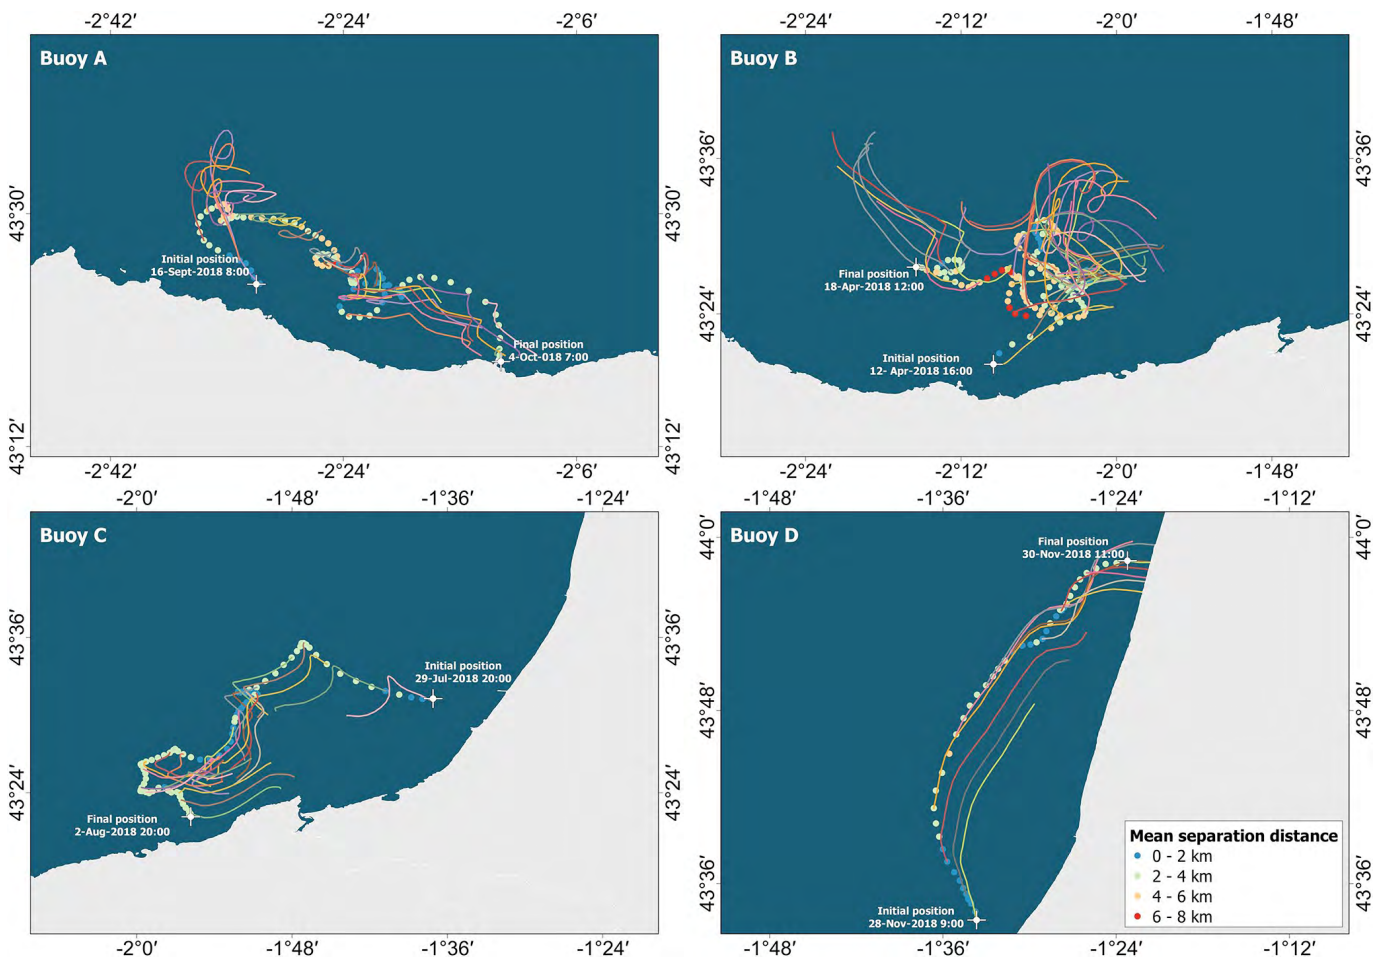 -2°42′ -2°24′ -2°6′
-2°24′ -2°12′ -2°0′ -1°48′
Buoy A
43°30′
43°12′
Initial position
16-Sept-2018 8:00
Final position
4-Oct-018 7:00
43°30′
43°12′
-2°42′ -2°24′ -2°6′
Buoy B
43°36′
43°24′
Final position
18-Apr-2018 12:00
Initial position
12- Apr-2018 16:00
43°36′
43°24′
-2°24′ -2°12′ -2°0′ -1°48′
-2°0′ -1°48′ -1°36′ -1°24′
Buoy C
43°36′
43°24′
Initial position
29-Jul-2018 20:00
Final position
2-Aug-2018 20:00
43°36′
43°24′
-2°0′ -1°48′ -1°36′ -1°24′
-1°48′ -1°36′ -1°24′ -1°12′
Buoy D
44°0′
43°48′
43°36′
Final position
30-Nov-2018 11:00
Initial position
28-Nov-2018 9:00
44°0′
43°48′
43°36′
Mean separation distance
0 - 2 km
2 - 4 km
4 - 6 km
6 - 8 km
-1°48′ -1°36′ -1°24′ -1°12′